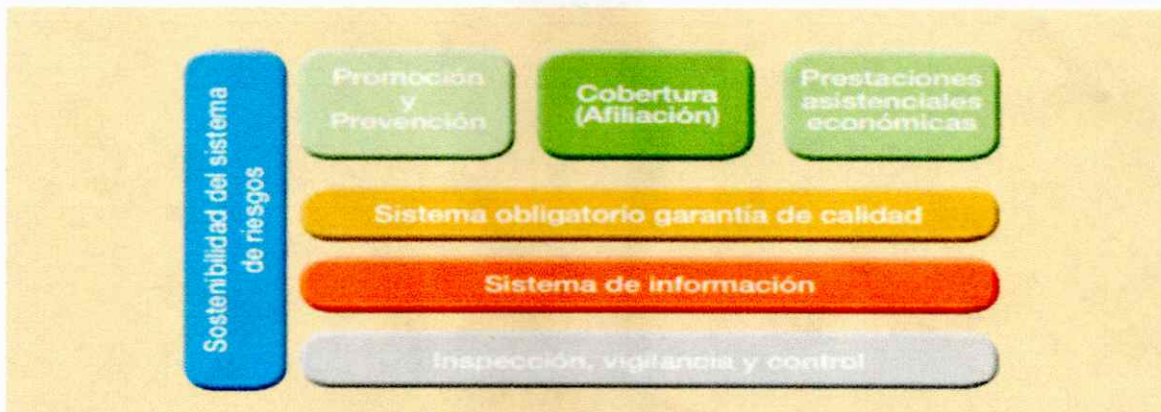 Sostenibilidad del sistema
de riesgos
Promoción
y
Prevención
Cobertura
(Afiliación)
Prestaciones
asistenciales
económicas
Sistema obligatorio garantía de calidad
Sistema de información
Inspección, vigilancia y control